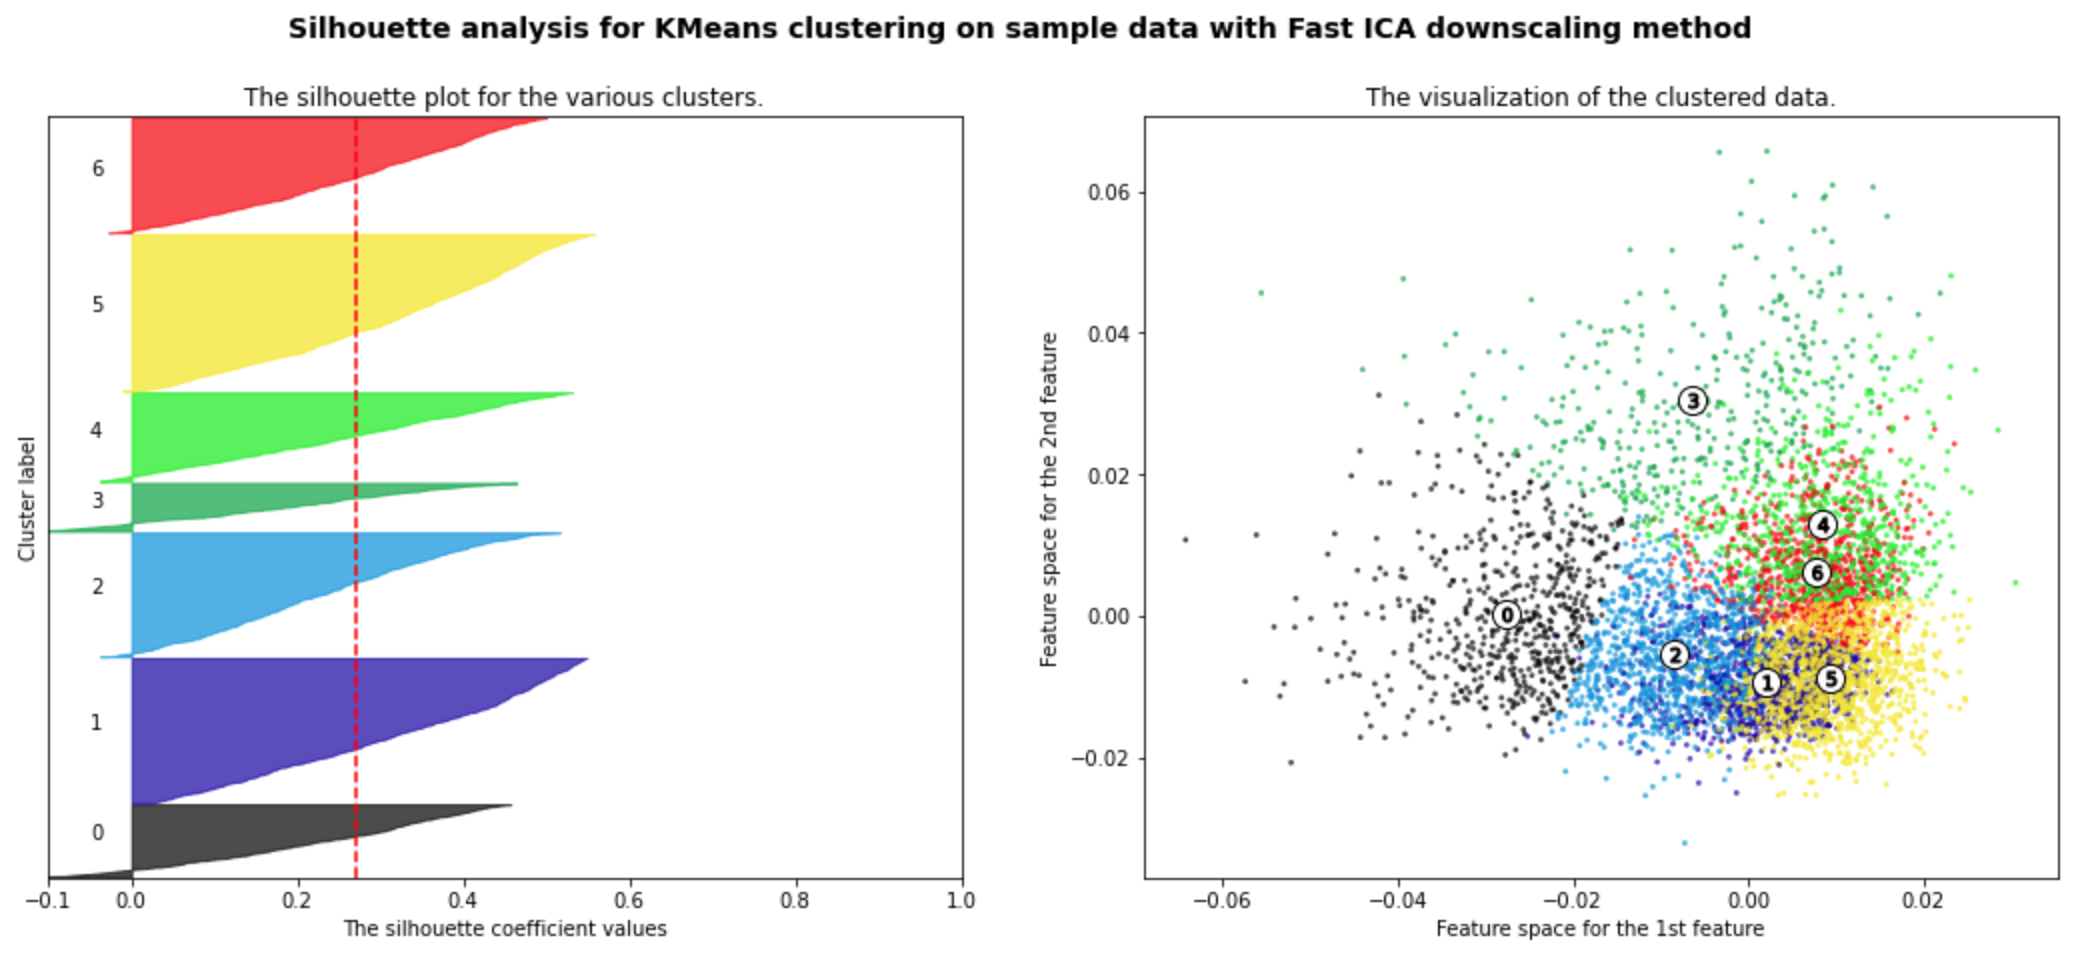 Silhouette analysis for KMeans clustering on sample data with Fast ICA downscaling method
The silhouette plot for the various clusters.
Cluster label
6
5
4
3
2
1
0
−0.1 0.0 0.2 0.4 0.6 0.8 1.0
The silhouette coefficient values
The visualization of the clustered data.
Feature space for the 2nd feature
0.06
0.04
0.02
0.00
−0.02
3
4
6
0
2
1
5
−0.06 −0.04 −0.02 0.00 0.02
Feature space for the 1st feature